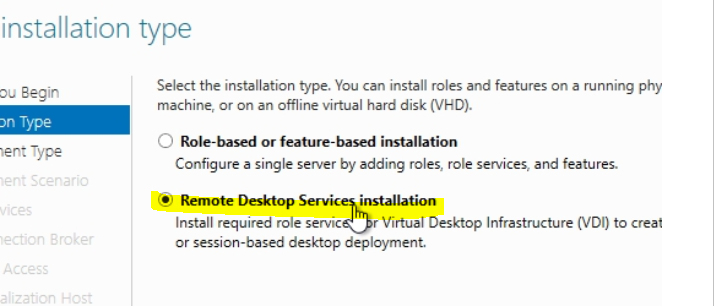 installation type
ou Begin
on Type
ment Type
ment Scenario
vices
nection Broker
Access
alization Host
Select the installation type. You can install roles and features on a running phy
machine, or on an offline virtual hard disk (VHD).
Role-based or feature-based installation
Configure a single server by adding roles, role services, and features.
Remote Desktop Services installation
Install required role services for Virtual Desktop Infrastructure (VDI) to creat
or session-based desktop deployment.